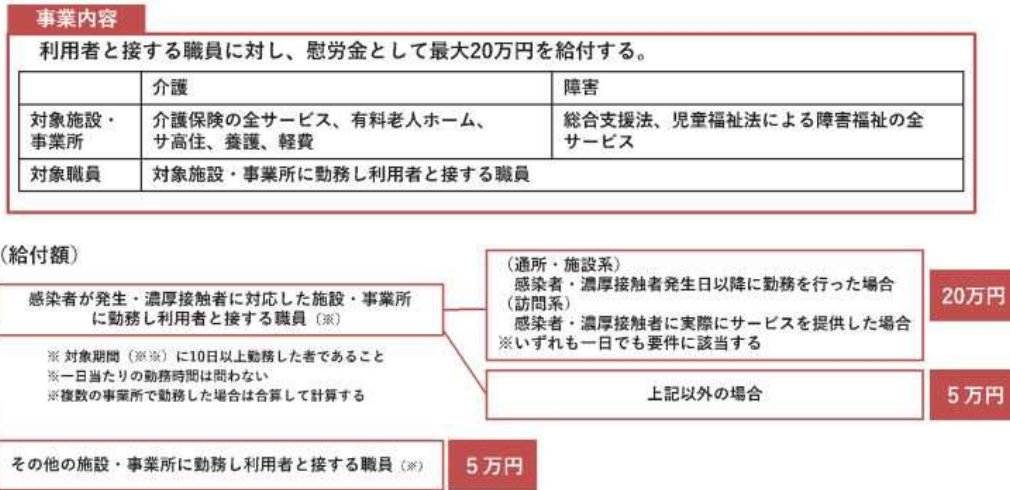 事業内容
利用者と接する職員に対し、慰労金として最大20万円を給付する。
介護
障害
対象施設・
事業所
介護保険の全サービス、有料老人ホーム、
サ高住、養護、軽費
総合支援法、児童福祉法による障害福祉の全
サービス
対象職員
対象施設・事業所に勤務し利用者と接する職員
(給付額)
感染者が発生・濃厚接触者に対応した施設・事業所
に勤務し利用者と接する職員(※)
※ 対象期間(※※)に10日以上勤務した者であること
※一日当たりの勤務時間は問わない
※複数の事業所で勤務した場合は合算して計算する
(通所・施設系)
感染者・濃厚接触者発生日以降に勤務を行った場合
(訪問系)
感染者・濃厚接触者に実際にサービスを提供した場合
※いずれも一日でも要件に該当する
20万円
上記以外の場合
5万円
その他の施設・事業所に勤務し利用者と接する職員(※)
5万円